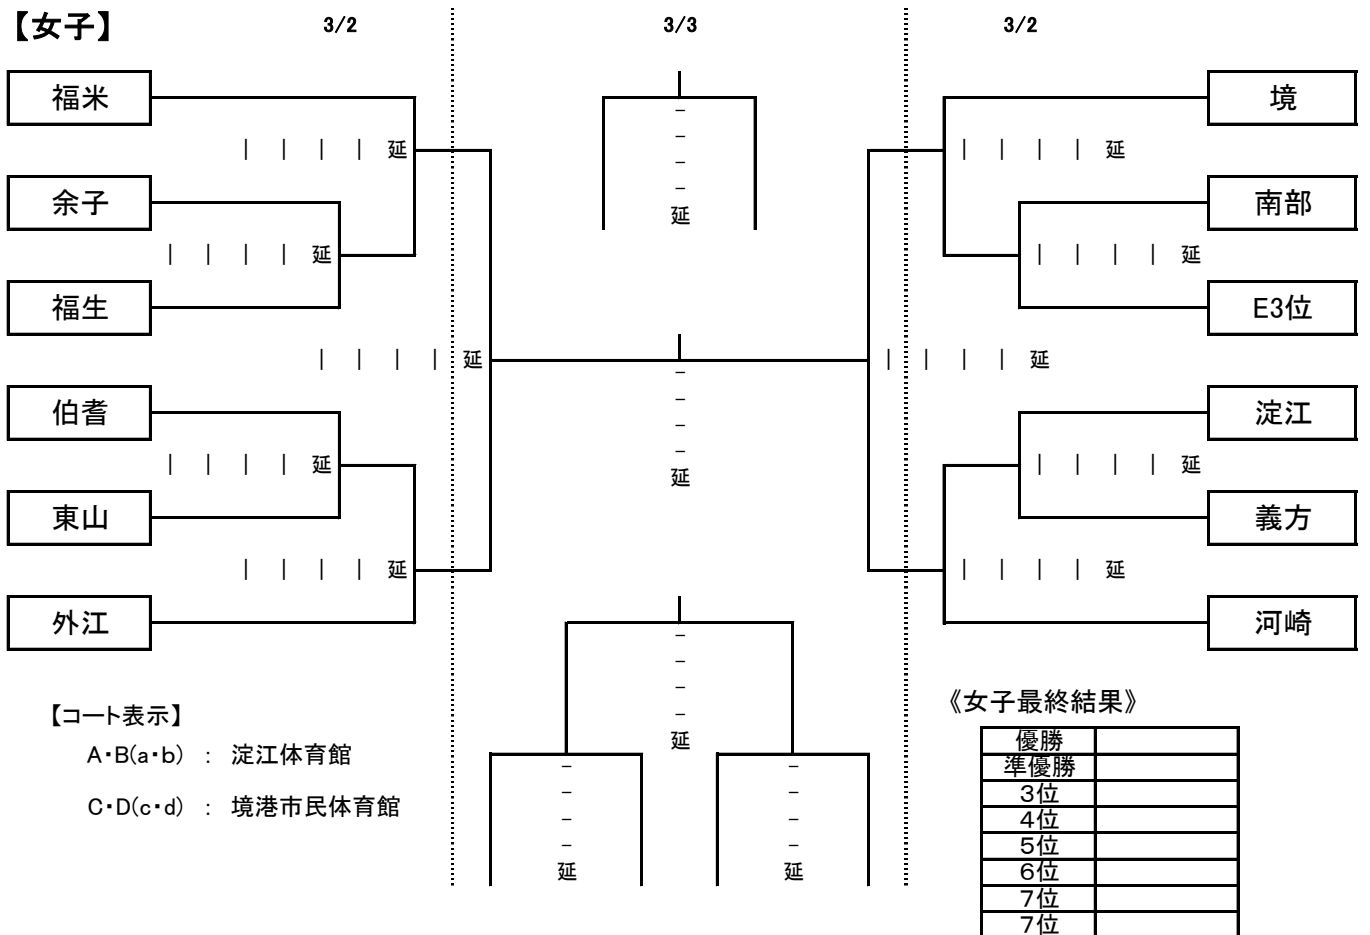 【女子】 3/2 3/3 3/2
福米 境
| | | | 延 | | | | 延
余子 南部
| | | | 延 | | | | 延
福生 E3位
| | | | 延 | | | | 延
伯耆 淀江
| | | | 延 | | | | 延
東山 義方
| | | | 延 | | | | 延
外江 河崎
-
-
-
-
延
-
-
-
-
延
-
-
-
-
延
- -
- -
- -
- -
延 延
【コート表示】
A・B(a・b) : 淀江体育館
C・D(c・d) : 境港市民体育館
《女子最終結果》
優勝
準優勝
3位
4位
5位
6位
7位
7位